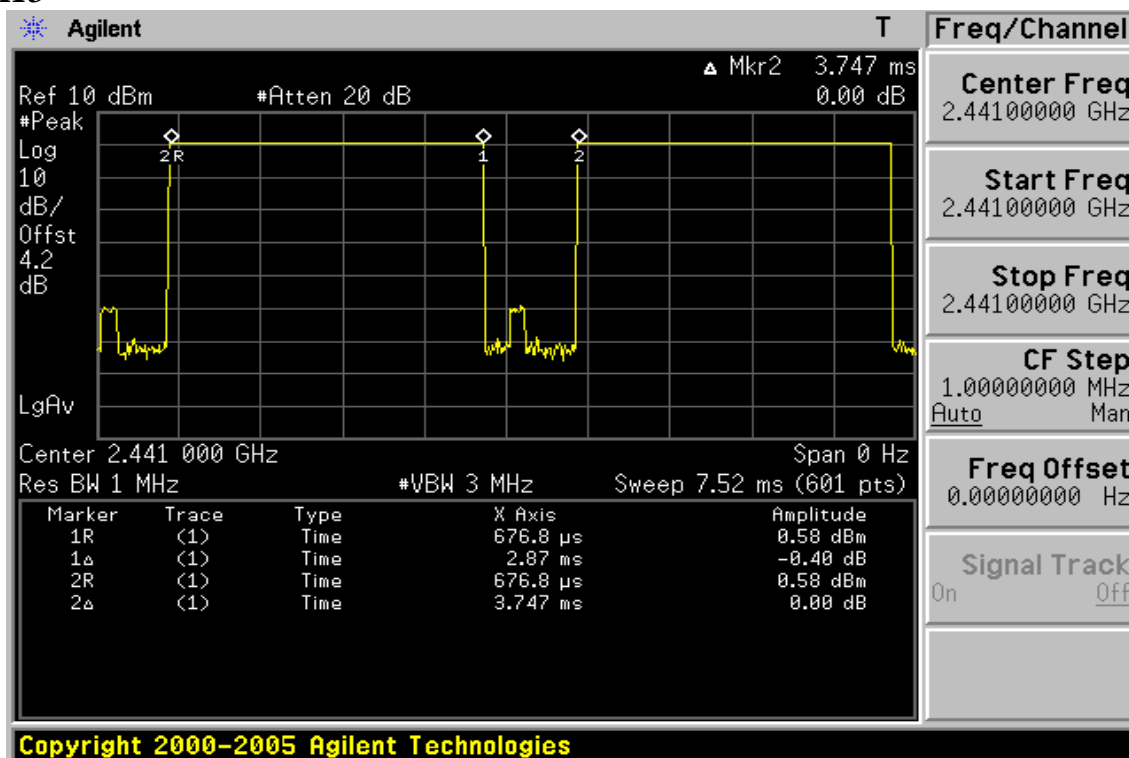 Agilent T
Freq/Channel
▵ Mkr2 3.747 ms
Ref 10 dBm #Atten 20 dB 0.00 dB
#Peak
Log
10
dB/
Offst
4.2
dB
LgAv
2R 1 2
Center 2.441 000 GHz Span 0 Hz
Res BW 1 MHz #VBW 3 MHz Sweep 7.52 ms (601 pts)
Marker Trace Type X Axis Amplitude
1R (1) Time 676.8 µs 0.58 dBm
1▵ (1) Time 2.87 ms -0.40 dB
2R (1) Time 676.8 µs 0.58 dBm
2▵ (1) Time 3.747 ms 0.00 dB
Center Freq
2.44100000 GHz
Start Freq
2.44100000 GHz
Stop Freq
2.44100000 GHz
CF Step
1.00000000 MHz
Auto Man
Freq Offset
0.00000000 Hz
Signal Track
On Off
Copyright 2000-2005 Agilent Technologies